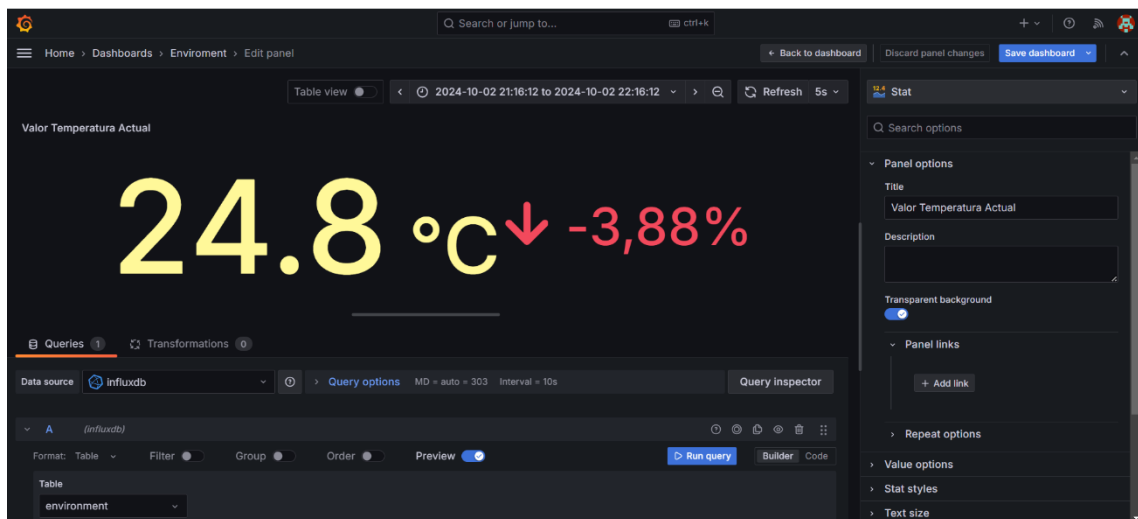 Search or jump to... ctrl+k
Home › Dashboards › Enviroment › Edit panel
Back to dashboard
Discard panel changes
Save dashboard
Table view
2024-10-02 21:16:12 to 2024-10-02 22:16:12
Refresh 5s
Valor Temperatura Actual
24.8 °C -3,88%
Queries 1
Transformations 0
Data source
influxdb
Query options MD = auto = 303 Interval = 10s
Query inspector
A (influxdb)
Format: Table
Filter
Group
Order
Preview
Run query
Builder Code
Table
environment
12.4
Stat
Search options
Panel options
Title
Valor Temperatura Actual
Description
Transparent background
Panel links
+ Add link
Repeat options
Value options
Stat styles
Text size